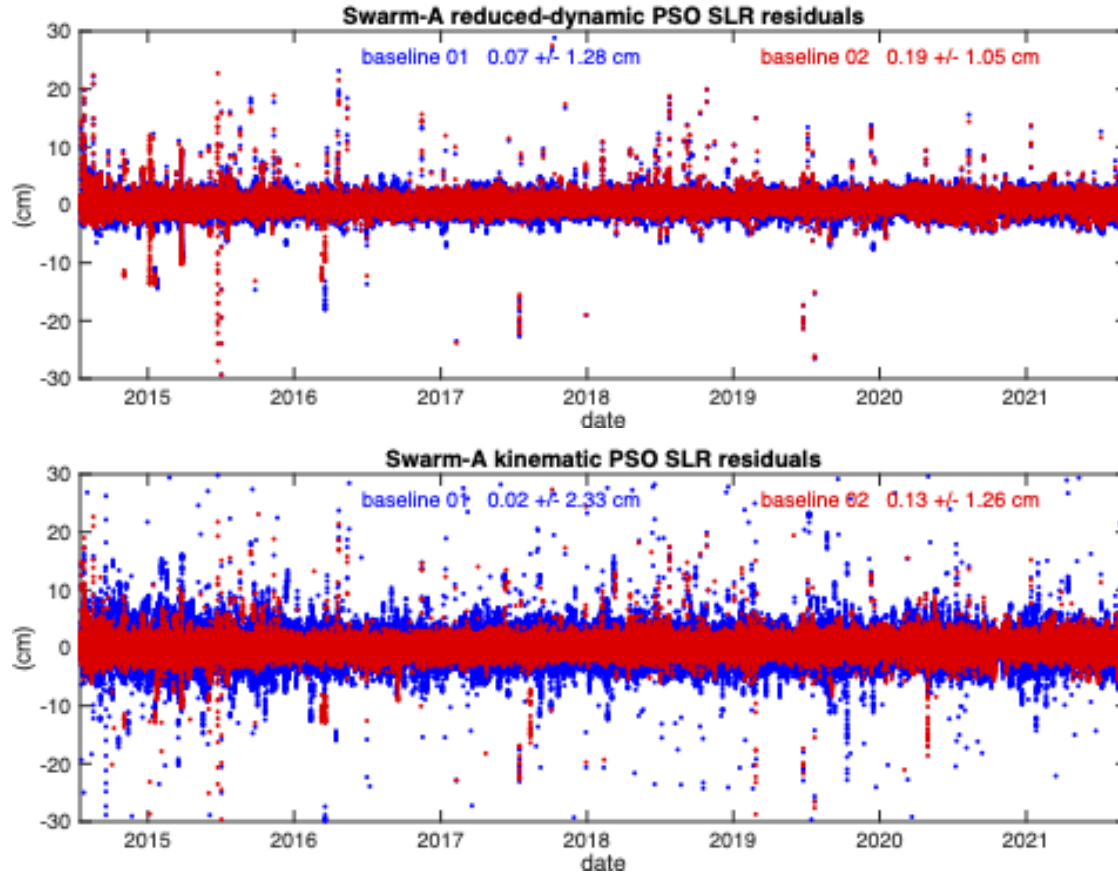 Swarm-A reduced-dynamic PSO SLR residuals
baseline 01 0.07 +/- 1.28 cm
baseline 02 0.19 +/- 1.05 cm
30
20
10
0
-10
-20
-30
(cm)
2015 2016 2017 2018 2019 2020 2021
date
Swarm-A kinematic PSO SLR residuals
baseline 01 0.02 +/- 2.33 cm
baseline 02 0.13 +/- 1.26 cm
30
20
10
0
-10
-20
-30
(cm)
2015 2016 2017 2018 2019 2020 2021
date